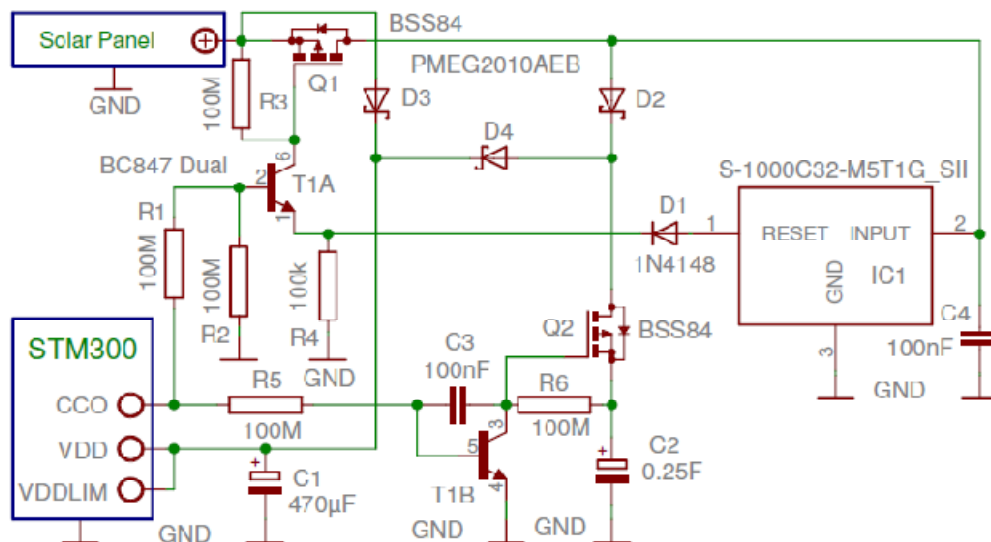 Solar Panel
BSS84
GND
100M
R3
Q1
PMEG2010AEB
D3
D2
D4
BC847 Dual
6
2
T1A
1
S-1000C32-M5T1G_SII
R1
100M
100M
R2
100k
R4
GND
D1
1N4148
1
RESET
INPUT
2
GND
IC1
3
C4
100nF
GND
Q2
BSS84
STM300
CCO
VDD
VDDLIM
GND
R5
100M
C3
100nF
R6
100M
3
5
4
T1B
GND
GND
+
C1
470µF
+
C2
0.25F